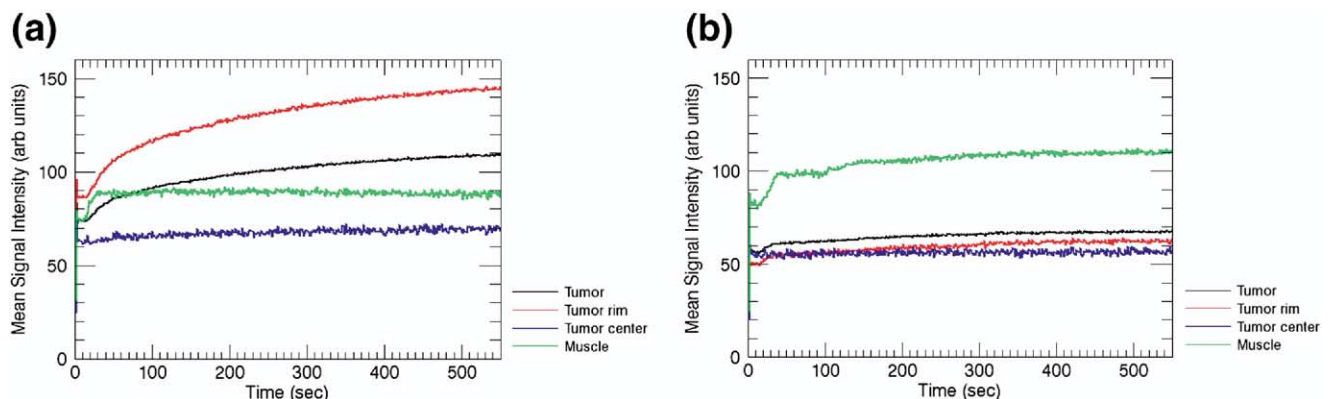 (a)
Mean Signal Intensity (arb units)
150
100
50
0
0 100 200 300 400 500
Time (sec)
Tumor
Tumor rim
Tumor center
Muscle
(b)
Mean Signal Intensity (arb units)
150
100
50
0
0 100 200 300 400 500
Time (sec)
Tumor
Tumor rim
Tumor center
Muscle